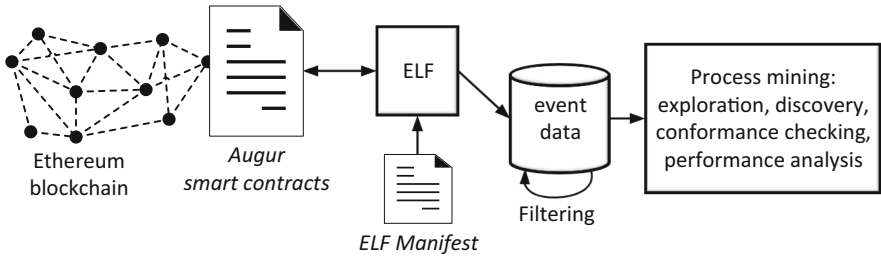 Ethereum
blockchain
Augur
smart contracts
ELF
ELF Manifest
event
data
Filtering
Process mining:
exploration, discovery,
conformance checking,
performance analysis